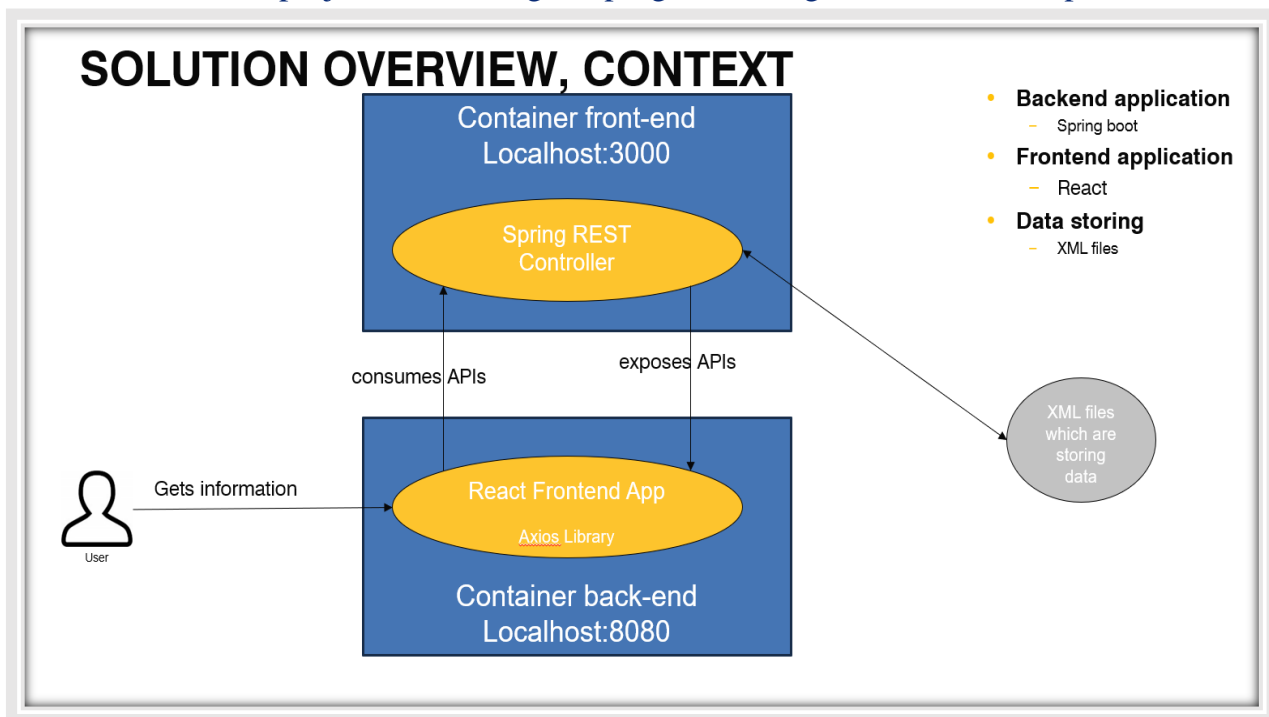 SOLUTION OVERVIEW, CONTEXT
Container front-end
Localhost:3000
Spring REST
Controller
consumes APIs
exposes APIs
User
Gets information
React Frontend App
Axios Library
Container back-end
Localhost:8080
XML files
which are
storing
data
• Backend application
– Spring boot
• Frontend application
– React
• Data storing
– XML files